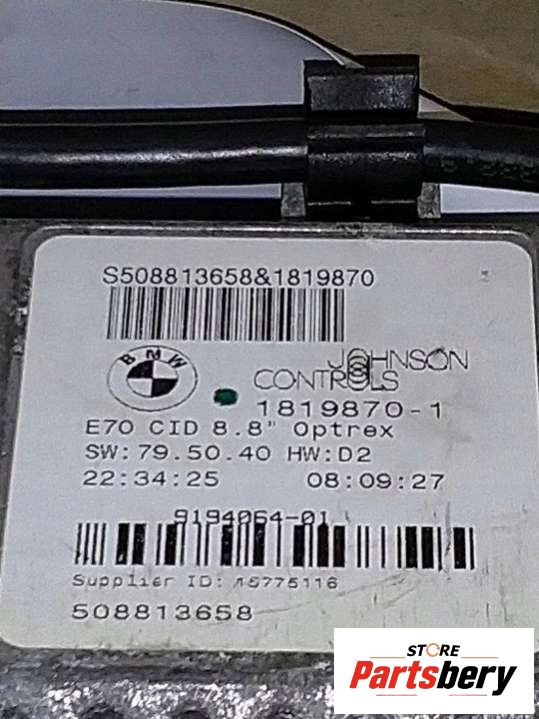 S508813658&1819870
BMW
JOHNSON
CONTROLS
1819870-1
E70 CID 8.8" Optrex
SW:79.50.40 HW:D2
22:34:25 08:09:27
9194064-01
Supplier ID: 15775116
508813658
STORE
Partsbery